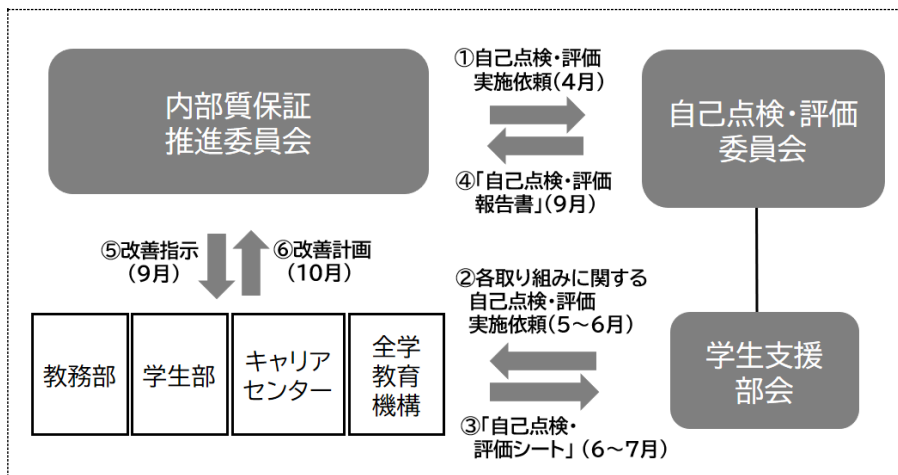 内部質保証
推進委員会
①自己点検・評価
実施依頼(4月)
④「自己点検・評価
報告書」(9月)
自己点検・評価
委員会
⑤改善指示
(9月)
⑥改善計画
(10月)
②各取り組みに関する
自己点検・評価
実施依頼(5～6月)
教務部
学生部
キャリア
センター
全学
教育
機構
③「自己点検・
評価シート」(6～7月)
学生支援
部会